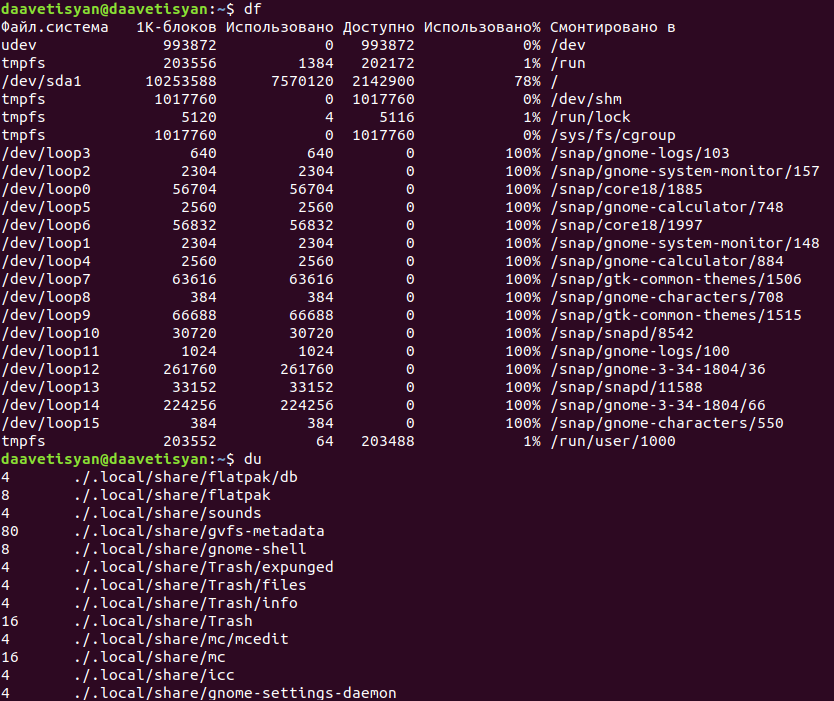 daavetisyan@daavetisyan:~$ df
Файл.система   1K-блоков Использовано Доступно Использовано% Смонтировано в
udev              993872            0   993872            0% /dev
tmpfs             203556         1384   202172            1% /run
/dev/sda1       10253588      7570120  2142900           78% /
tmpfs            1017760            0  1017760            0% /dev/shm
tmpfs               5120            4     5116            1% /run/lock
tmpfs            1017760            0  1017760            0% /sys/fs/cgroup
/dev/loop3           640          640        0          100% /snap/gnome-logs/103
/dev/loop2          2304         2304        0          100% /snap/gnome-system-monitor/157
/dev/loop0         56704        56704        0          100% /snap/core18/1885
/dev/loop5          2560         2560        0          100% /snap/gnome-calculator/748
/dev/loop6         56832        56832        0          100% /snap/core18/1997
/dev/loop1          2304         2304        0          100% /snap/gnome-system-monitor/148
/dev/loop4          2560         2560        0          100% /snap/gnome-calculator/884
/dev/loop7         63616        63616        0          100% /snap/gtk-common-themes/1506
/dev/loop8           384          384        0          100% /snap/gnome-characters/708
/dev/loop9         66688        66688        0          100% /snap/gtk-common-themes/1515
/dev/loop10        30720        30720        0          100% /snap/snapd/8542
/dev/loop11         1024         1024        0          100% /snap/gnome-logs/100
/dev/loop12       261760       261760        0          100% /snap/gnome-3-34-1804/36
/dev/loop13        33152        33152        0          100% /snap/snapd/11588
/dev/loop14       224256       224256        0          100% /snap/gnome-3-34-1804/66
/dev/loop15          384          384        0          100% /snap/gnome-characters/550
tmpfs             203552           64   203488            1% /run/user/1000
daavetisyan@daavetisyan:~$ du
4       ./.local/share/flatpak/db
8       ./.local/share/flatpak
4       ./.local/share/sounds
80      ./.local/share/gvfs-metadata
8       ./.local/share/gnome-shell
4       ./.local/share/Trash/expunged
4       ./.local/share/Trash/files
4       ./.local/share/Trash/info
16      ./.local/share/Trash
4       ./.local/share/mc/mcedit
16      ./.local/share/mc
4       ./.local/share/icc
4       ./.local/share/gnome-settings-daemon